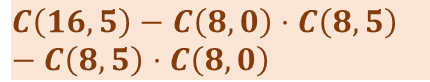 C(16,5) − C(8,0) · C(8,5)
− C(8,5) · C(8,0)